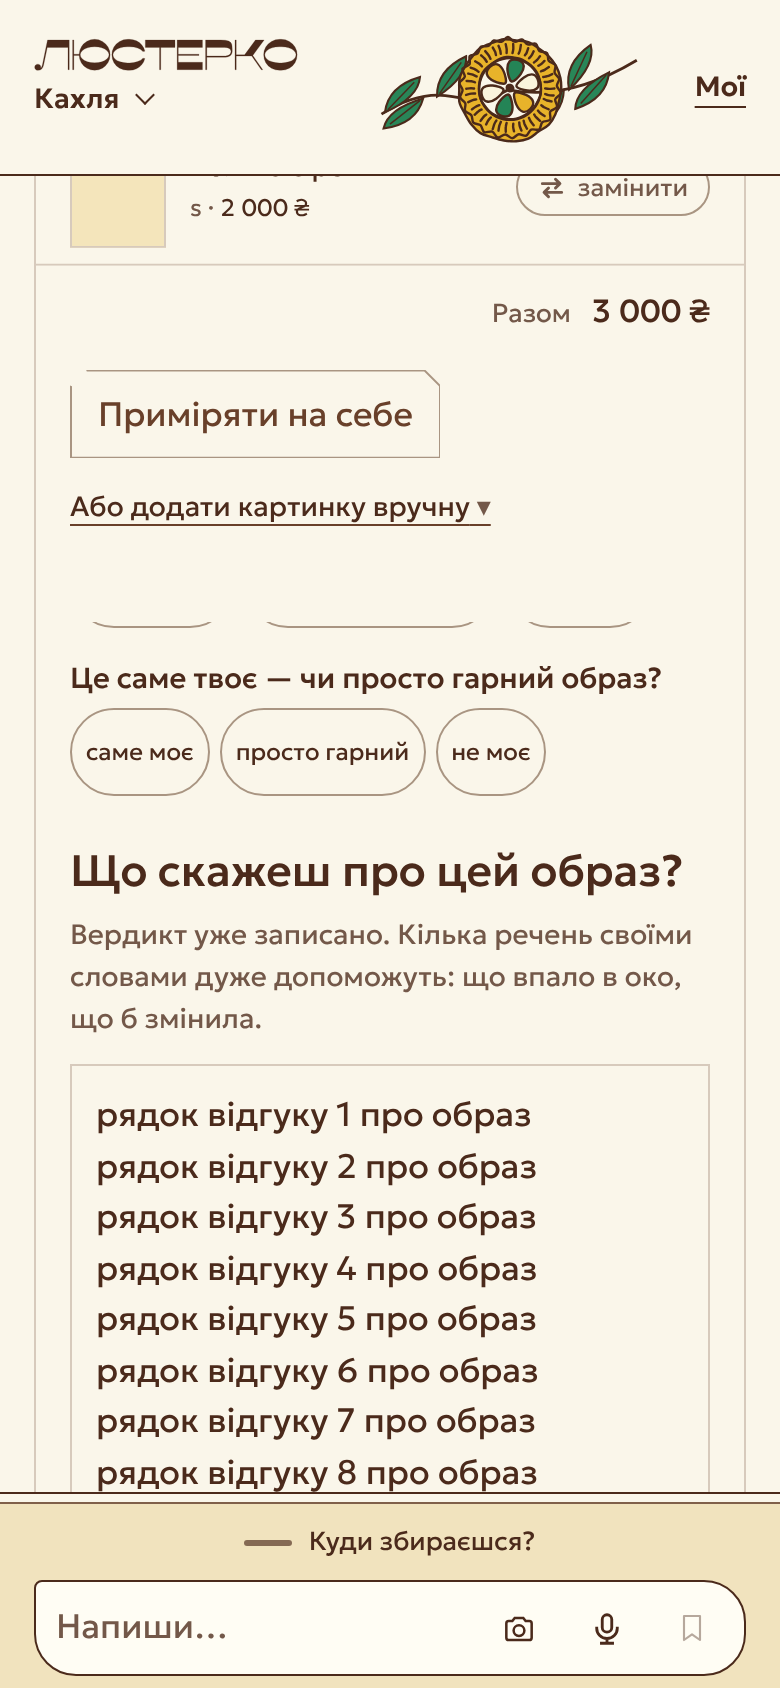 ЛЮСТЕРКО
Кахля
Мої
s · 2 000 ₴
замінити
Разом 3 000 ₴
Приміряти на себе
Або додати картинку вручну ▾
Це саме твоє — чи просто гарний образ?
саме моє
просто гарний
не моє
Що скажеш про цей образ?
Вердикт уже записано. Кілька речень своїми
словами дуже допоможуть: що впало в око,
що б змінила.
рядок відгуку 1 про образ
рядок відгуку 2 про образ
рядок відгуку 3 про образ
рядок відгуку 4 про образ
рядок відгуку 5 про образ
рядок відгуку 6 про образ
рядок відгуку 7 про образ
рядок відгуку 8 про образ
Куди збираєшся?
Напиши...